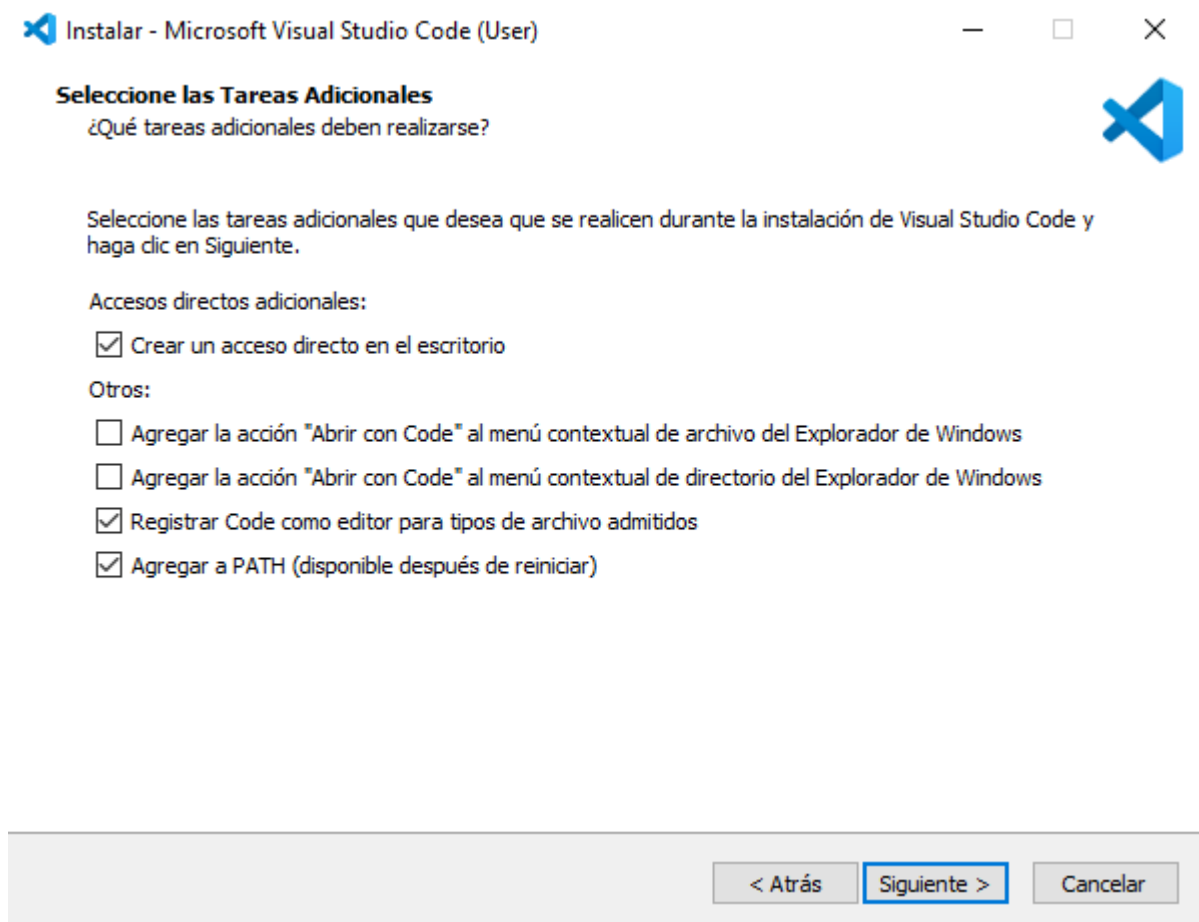 Instalar - Microsoft Visual Studio Code (User)
Seleccione las Tareas Adicionales
¿Qué tareas adicionales deben realizarse?
Seleccione las tareas adicionales que desea que se realicen durante la instalación de Visual Studio Code y
haga clic en Siguiente.
Accesos directos adicionales:
Crear un acceso directo en el escritorio
Otros:
Agregar la acción "Abrir con Code" al menú contextual de archivo del Explorador de Windows
Agregar la acción "Abrir con Code" al menú contextual de directorio del Explorador de Windows
Registrar Code como editor para tipos de archivo admitidos
Agregar a PATH (disponible después de reiniciar)
< Atrás Siguiente > Cancelar